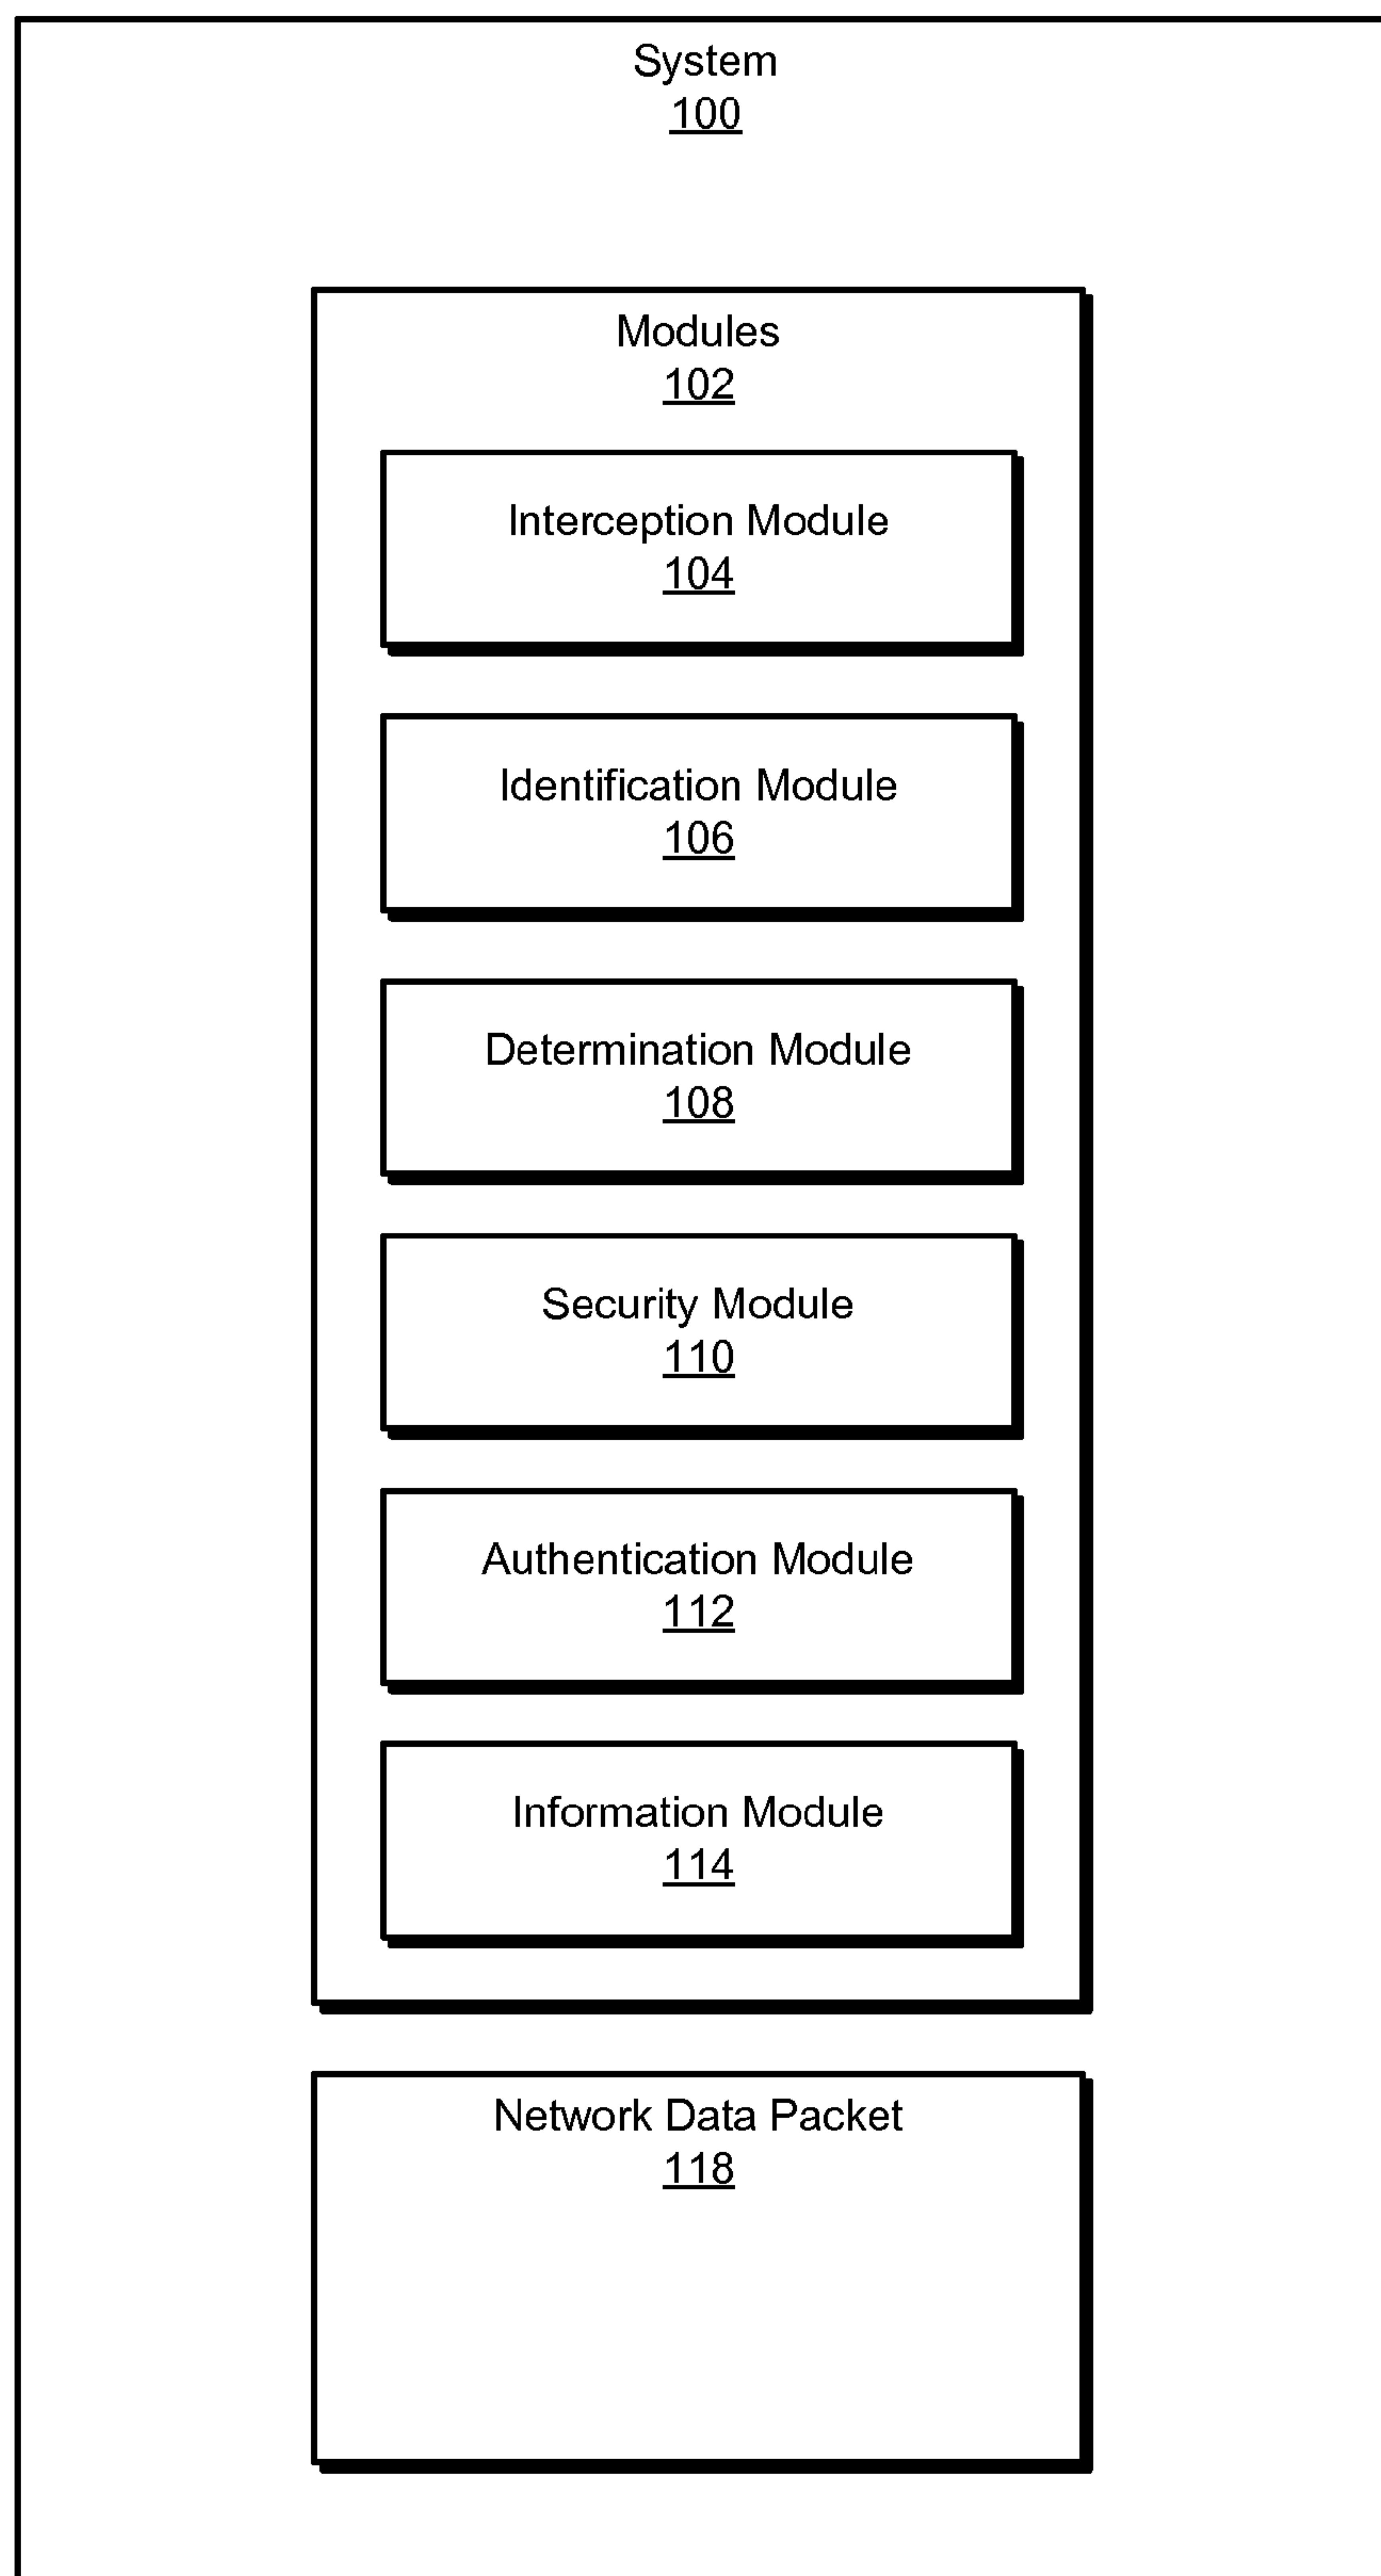 System
100
Modules
102
Interception Module
104
Identification Module
106
Determination Module
108
Security Module
110
Authentication Module
112
Information Module
114
Network Data Packet
118